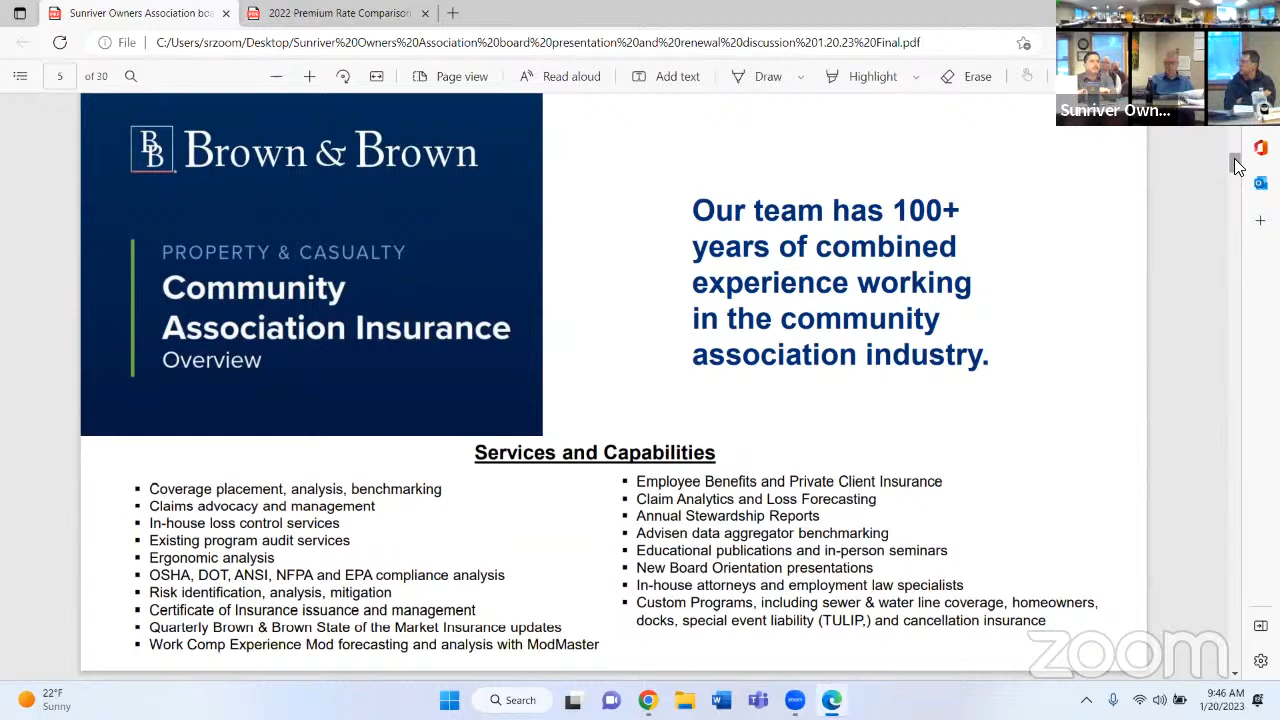 Sunriver Owners Association boa
2022 Premium Rate Comparison
File
C:/Users/srzoom/Desktop/Sunriver%20Owners%20Association%20
resentation%20renewal%20discussion%201.20.23%20Final.pdf
5
of 30
Page view
Read aloud
Add text
Draw
Highlight
Erase
Sunriver Own...
BB
Brown & Brown
PROPERTY & CASUALTY
Community
Association Insurance
Overview
Our team has 100+
years of combined
experience working
in the community
association industry.
Services and Capabilities
Coverage placement, analysis, benchmarking
Claims advocacy and management
In-house loss control services
Existing program audit services
Ergonomic analysis
OSHA, DOT, ANSI, NFPA and EPA compliance analysis
Risk identification, analysis, mitigation
Certificate of Insurance issuance and management
Quarterly Brown & Brown State of the Market Insurance updates
Work Comp Experience Mod forecasting and analysis with ModMaster
Employee Benefits and Private Client Insurance
Claim Analytics and Loss Forecasting
Annual Stewardship Reports
Advisen data aggregator benchmarking
Educational publications and in-person seminars
New Board Orientation presentations
In-house attorneys and employment law specialists
Custom Programs, including sewer & water line coverage, homeowners,
docks, special event liability (TULIP.) and cancellation insurance
zoom
22°F
Sunny
Search
9:46 AM
1/20/2023